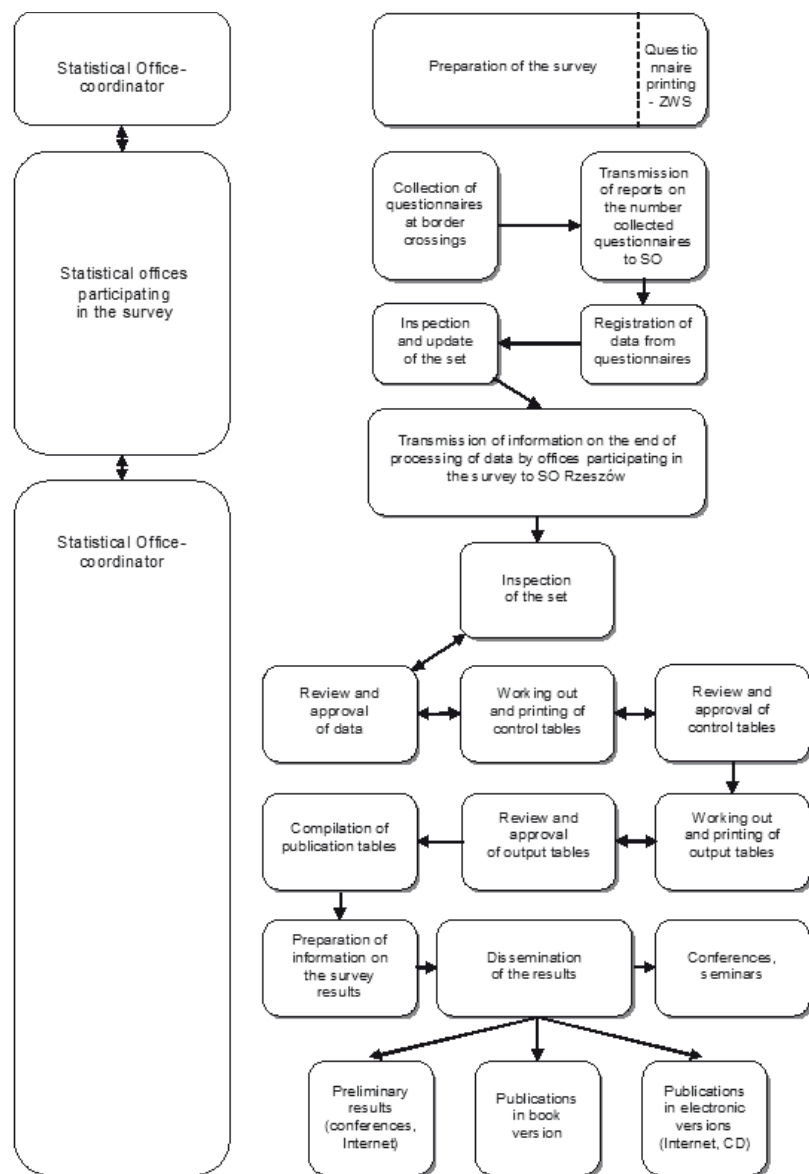 Statistical Office-
coordinator
Preparation of the survey
Questio
nnaire
printing
- ZWS
Statistical offices
participating
in the survey
Collection of
questionnaires
at border
crossings
Transmission
of reports on
the number
collected
questionnaires
to SO
Inspection
and update
of the set
Registration of
data from
questionnaires
Transmission of information on the end of
processing of data by offices participating in
the survey to SO Rzeszów
Statistical Office-
coordinator
Inspection
of the set
Review and
approval
of data
Working out
and printing of
control tables
Review and
approval of
control tables
Compilation of
publication tables
Review and
approval
of output tables
Working out
and printing of
output tables
Preparation of
information on
the survey
results
Dissemination
of the results
Conferences,
seminars
Preliminary
results
(conferences,
Internet)
Publications
in book
version
Publications
in electronic
versions
(Internet, CD)